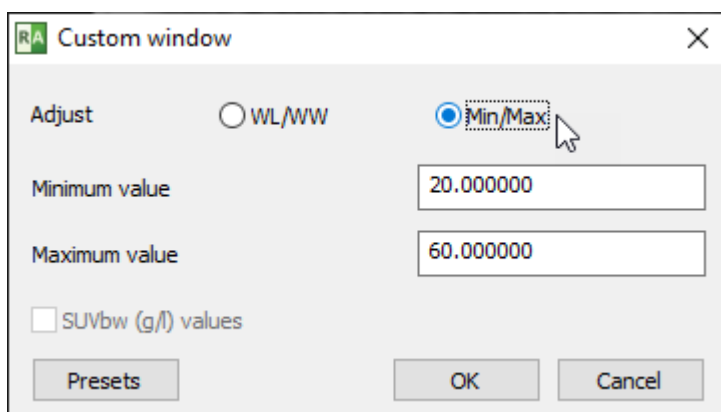 RA Custom window
Adjust WL/WW Min/Max
Minimum value 20.000000
Maximum value 60.000000
SUVbw (g/l) values
Presets OK Cancel